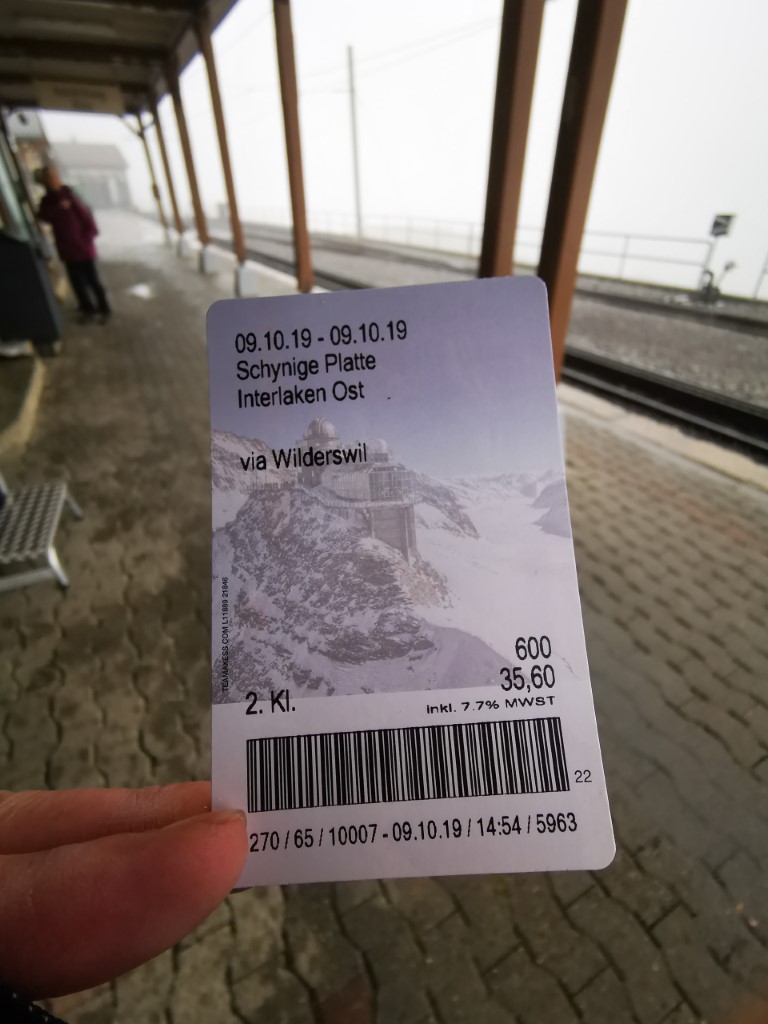 09.10.19 - 09.10.19
Schynige Platte
Interlaken Ost
via Wilderswil
600
35,60
2. Kl.
inkl. 7.7% MWST
22
270 / 65 / 10007 - 09.10.19 / 14:54 / 5963